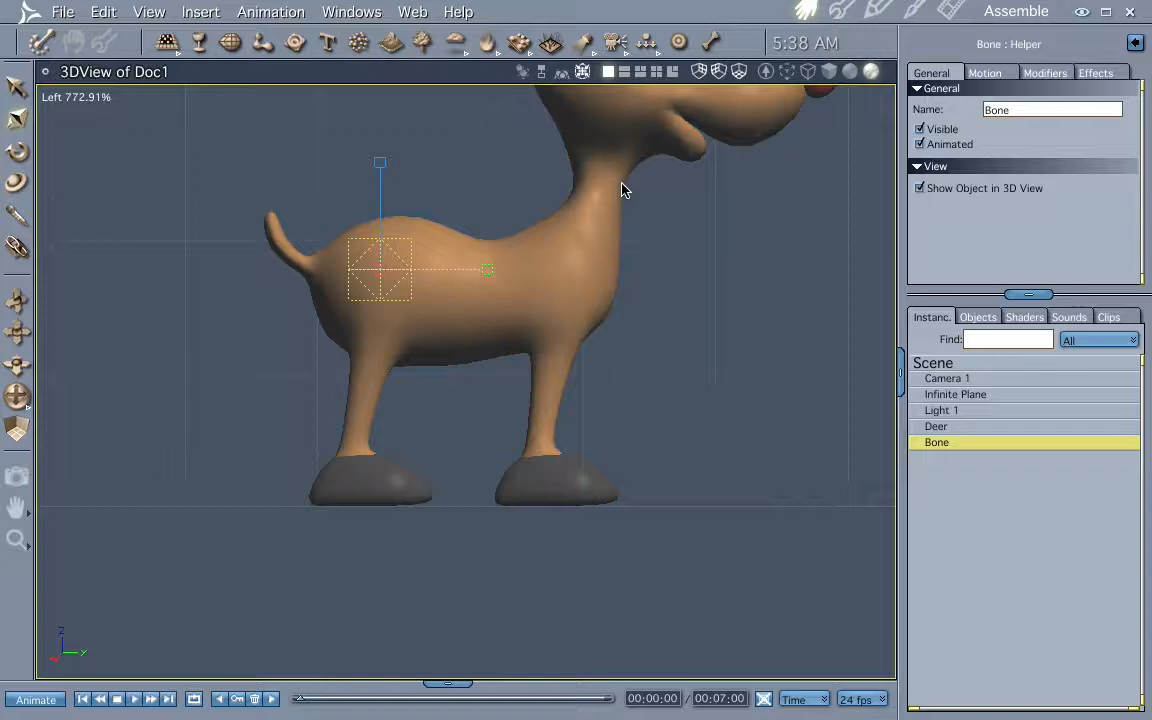 File Edit View Insert Animation Windows Web Help Assemble
5:38 AM
Bone : Helper
3DView of Doc1
General Motion Modifiers Effects
General
Left 772.91%
Name: Bone
Visible
Animated
View
Show Object in 3D View
Instanc. Objects Shaders Sounds Clips
Find: All
Scene
Camera 1
Infinite Plane
Light 1
Deer
Bone
Z
Y
Animate 00:00:00 / 00:07:00 Time 24 fps